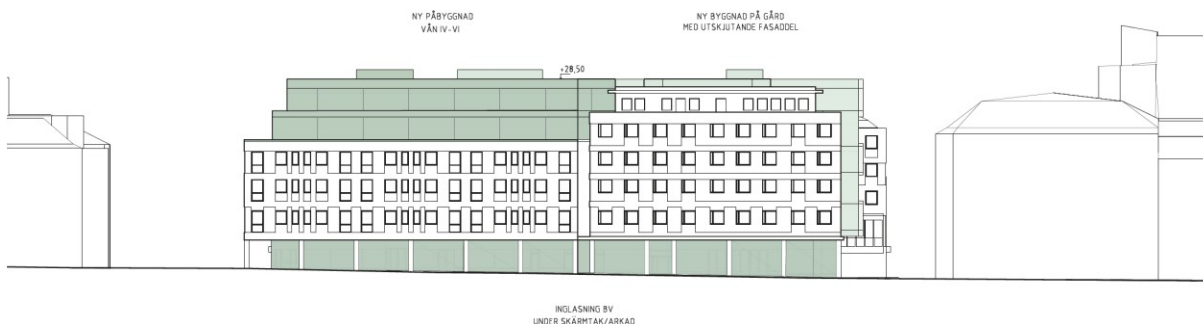 NY PÅBYGGNAD
VÅN IV-VI
NY BYGGNAD PÅ GÅRD
MED UTSKJUTANDE FASADDEL
+28,50
INGLASNING BV
UNDER SKÄRMTAK/ARKAD